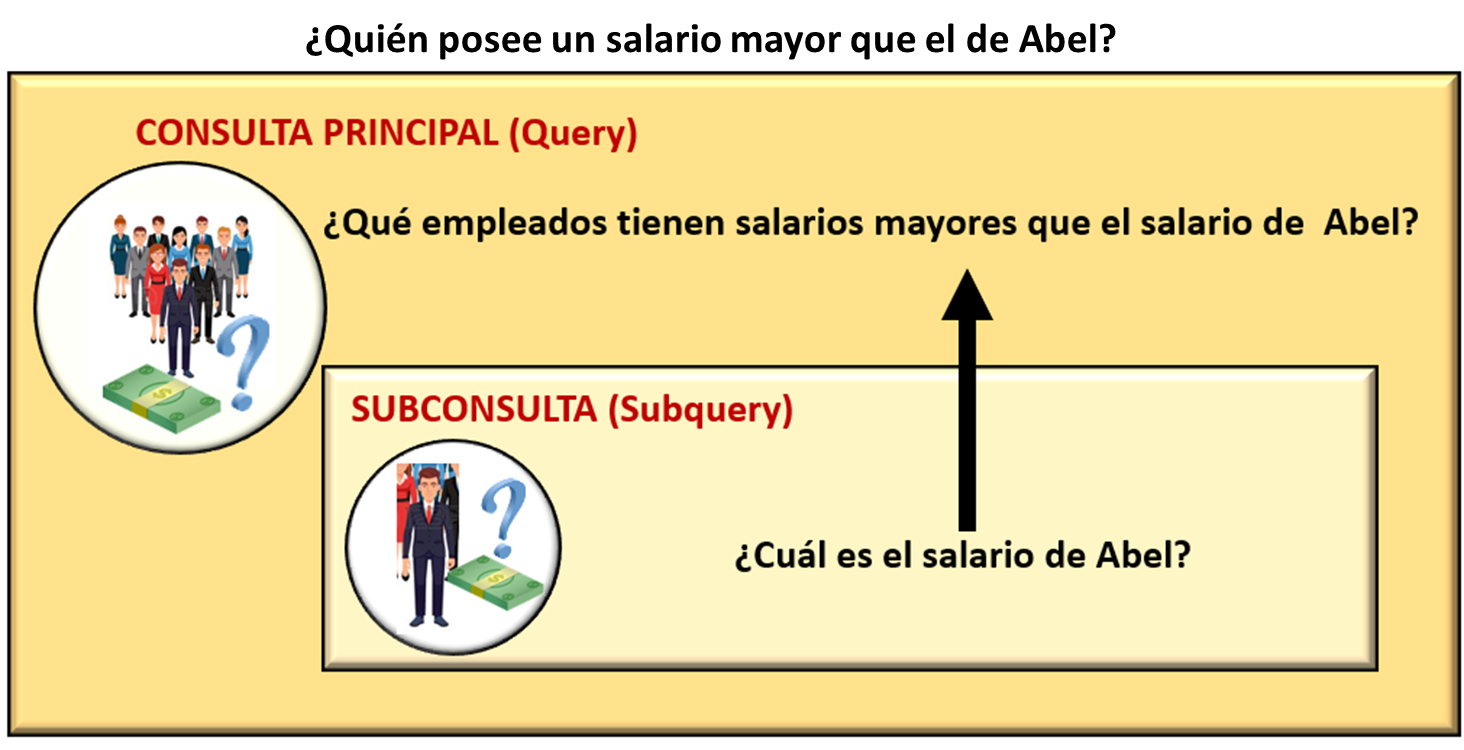 ¿Quién posee un salario mayor que el de Abel?
CONSULTA PRINCIPAL (Query)
¿Qué empleados tienen salarios mayores que el salario de Abel?
SUBCONSULTA (Subquery)
¿Cuál es el salario de Abel?